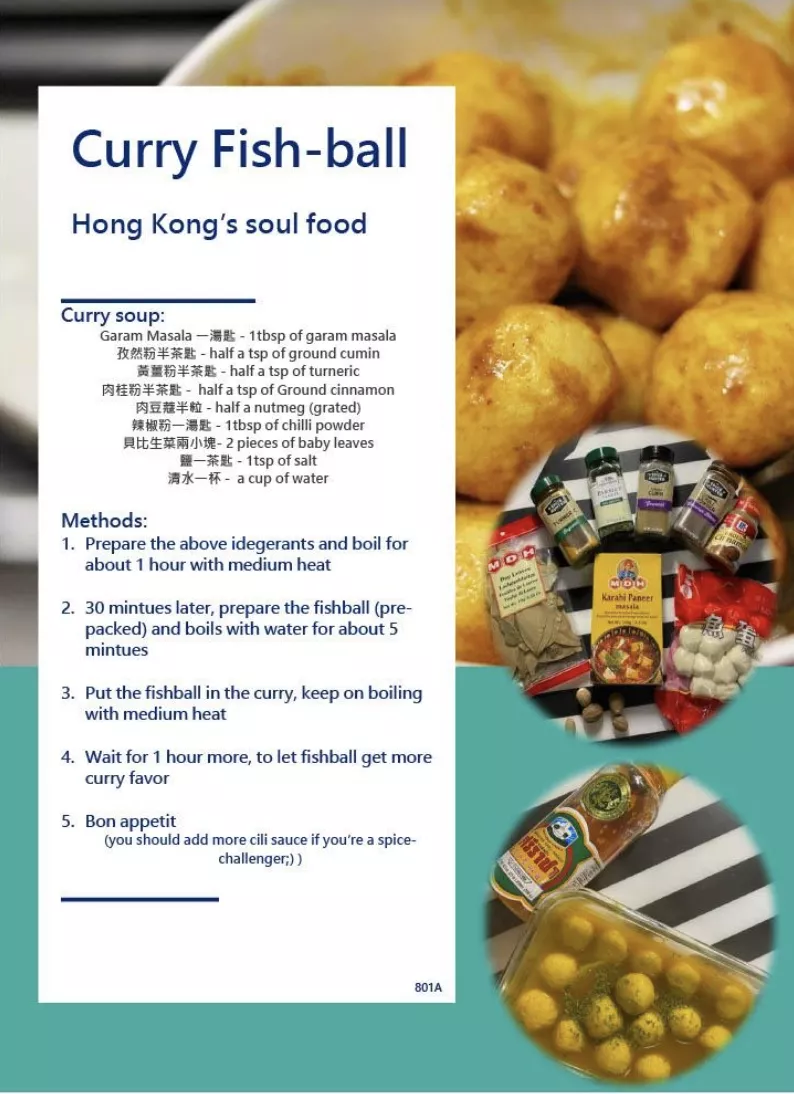 Curry Fish-ball
Hong Kong's soul food
Curry soup:
Garam Masala 一湯匙 - 1tbsp of garam masala
孜然粉半茶匙 - half a tsp of ground cumin
黃薑粉半茶匙 - half a tsp of turneric
肉桂粉半茶匙 - half a tsp of Ground cinnamon
肉豆蔻半粒 - half a nutmeg (grated)
辣椒粉一湯匙 - 1tbsp of chilli powder
貝比生菜兩小塊- 2 pieces of baby leaves
鹽一茶匙 - 1tsp of salt
清水一杯 - a cup of water
Methods:
1. Prepare the above idegerants and boil for
about 1 hour with medium heat
2. 30 mintues later, prepare the fishball (pre-
packed) and boils with water for about 5
mintues
3. Put the fishball in the curry, keep on boiling
with medium heat
4. Wait for 1 hour more, to let fishball get more
curry favor
5. Bon appetit
(you should add more cili sauce if you're a spice-
challenger;) )
801A
MDH
Bay Leaves
MDH
Karahi Paneer
masala
魚